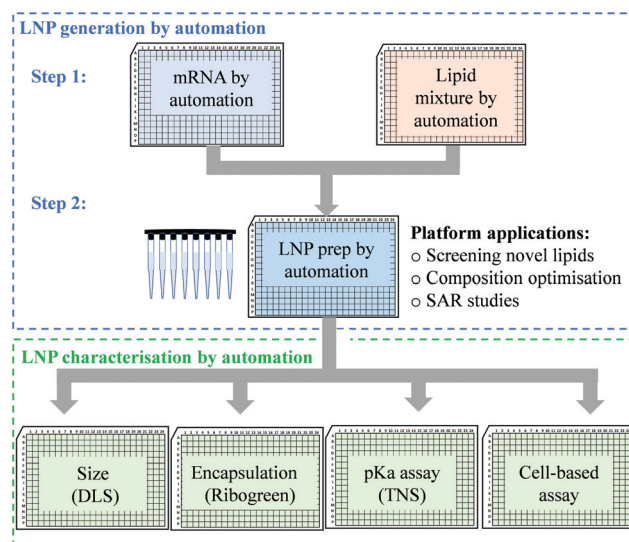 LNP generation by automation
Step 1:
mRNA by
automation
Lipid
mixture by
automation
Step 2:
LNP prep by
automation
Platform applications:
○ Screening novel lipids
○ Composition optimisation
○ SAR studies
LNP characterisation by automation
Size
(DLS)
Encapsulation
(Ribogreen)
pKa assay
(TNS)
Cell-based
assay